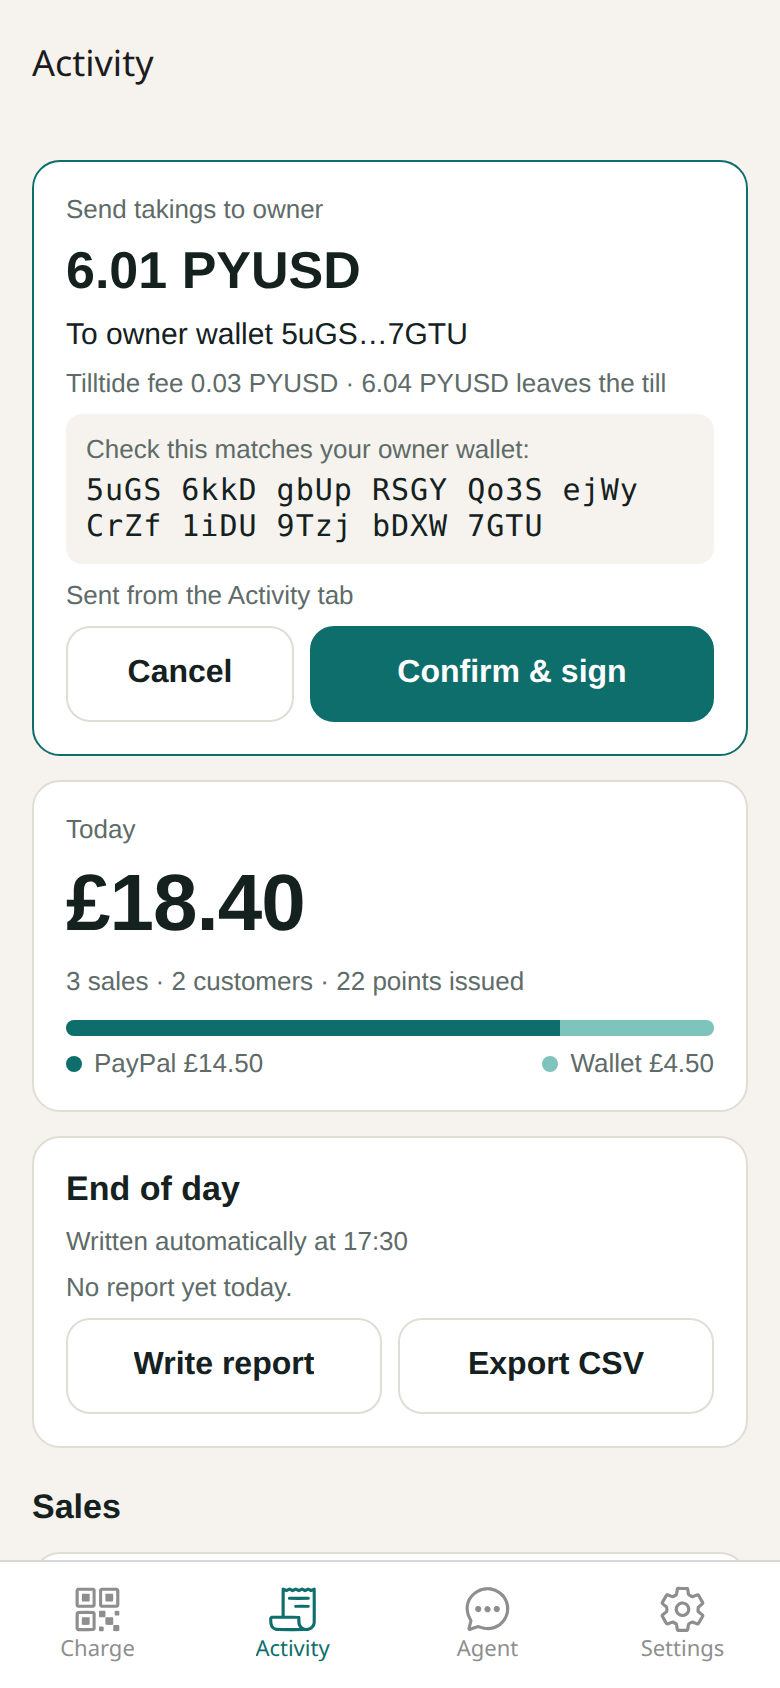 Activity
Send takings to owner
6.01 PYUSD
To owner wallet 5uGS…7GTU
Tilltide fee 0.03 PYUSD · 6.04 PYUSD leaves the till
Check this matches your owner wallet:
5uGS 6kkD gbUp RSGY Qo3S ejWy
CrZf 1iDU 9Tzj bDXW 7GTU
Sent from the Activity tab
Cancel
Confirm & sign
Today
£18.40
3 sales · 2 customers · 22 points issued
PayPal £14.50
Wallet £4.50
End of day
Written automatically at 17:30
No report yet today.
Write report
Export CSV
Sales
Charge
Activity
Agent
Settings